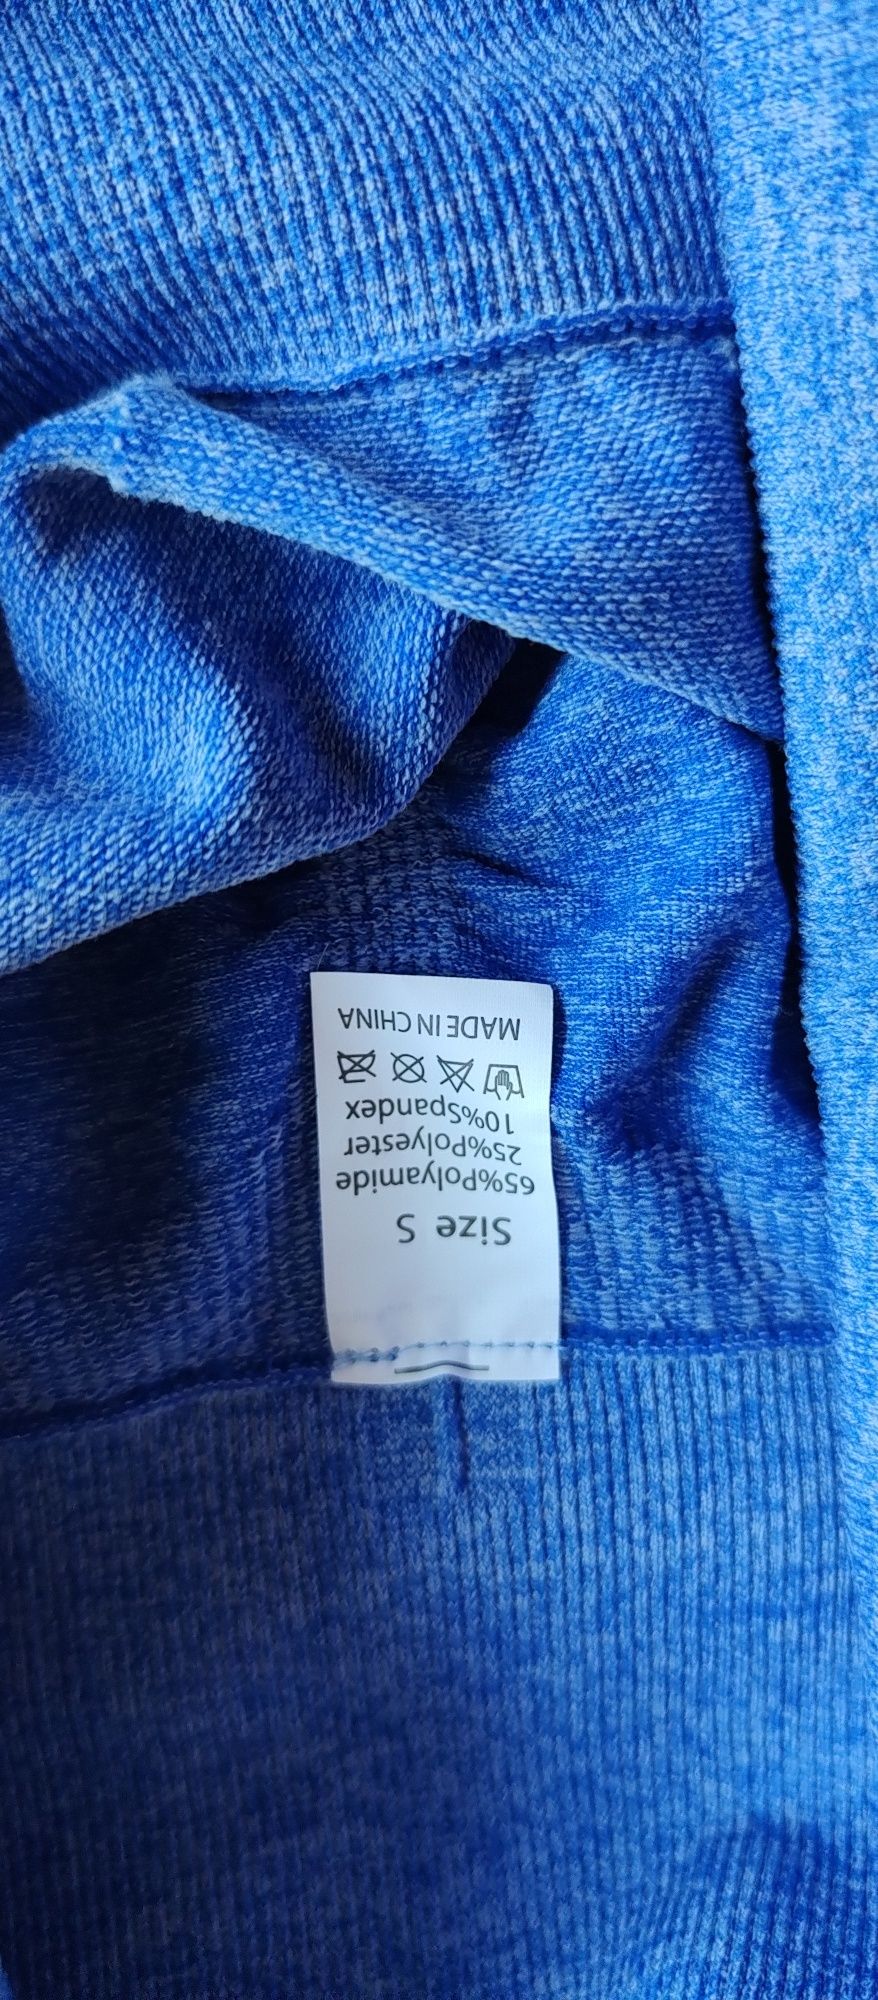 Size S
65%Polyamide
25%Polyester
10%Spandex
MADE IN CHINA